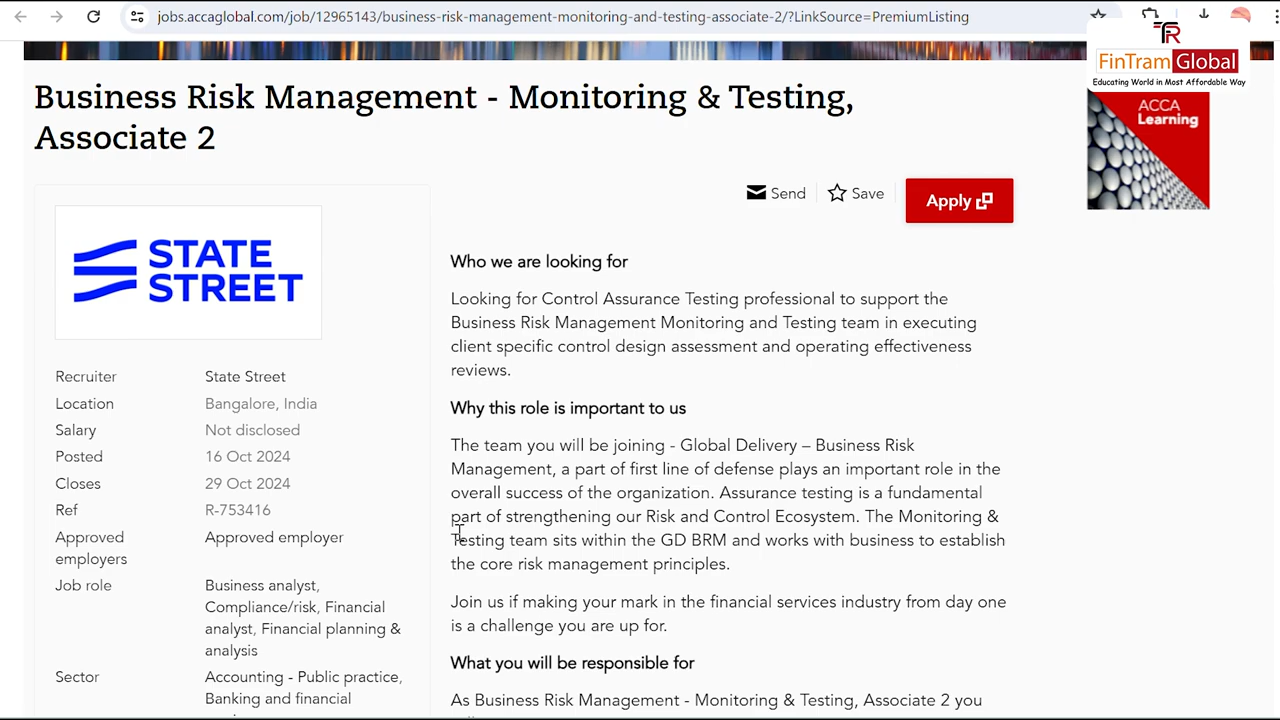 jobs.accaglobal.com/job/12965143/business-risk-management-monitoring-and-testing-associate-2/?LinkSource=PremiumListing
FR
FinTram Global
Educating World in Most Affordable Way
ACCA
Learning
Business Risk Management - Monitoring & Testing,
Associate 2
Send
Save
Apply
STATE
STREET
Recruiter State Street
Location Bangalore, India
Salary Not disclosed
Posted 16 Oct 2024
Closes 29 Oct 2024
Ref R-753416
Approved employers Approved employer
Job role Business analyst,
Compliance/risk, Financial
analyst, Financial planning &
analysis
Sector Accounting - Public practice,
Banking and financial
Who we are looking for
Looking for Control Assurance Testing professional to support the
Business Risk Management Monitoring and Testing team in executing
client specific control design assessment and operating effectiveness
reviews.
Why this role is important to us
The team you will be joining - Global Delivery – Business Risk
Management, a part of first line of defense plays an important role in the
overall success of the organization. Assurance testing is a fundamental
part of strengthening our Risk and Control Ecosystem. The Monitoring &
Testing team sits within the GD BRM and works with business to establish
the core risk management principles.
Join us if making your mark in the financial services industry from day one
is a challenge you are up for.
What you will be responsible for
As Business Risk Management - Monitoring & Testing, Associate 2 you